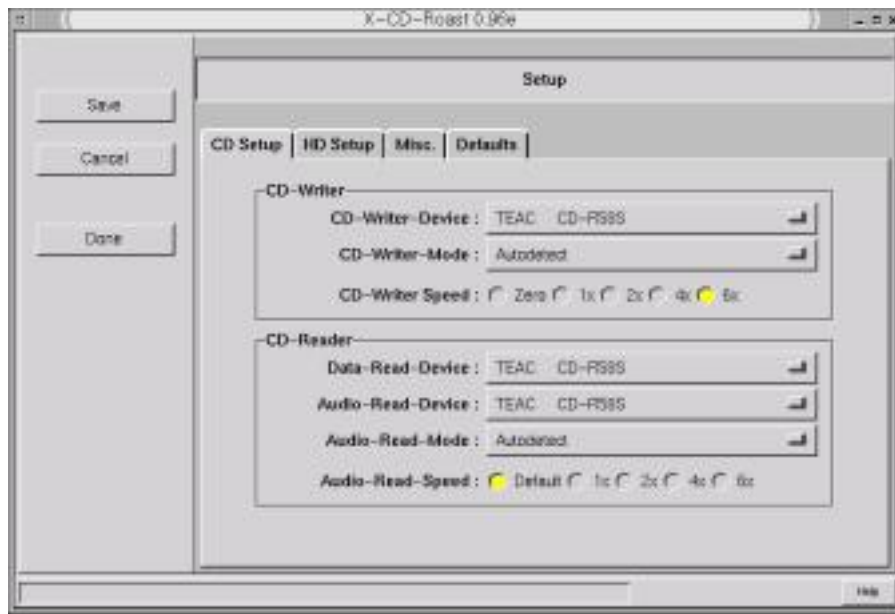 X-CD-Roast 0.96e
Setup
Save
Cancel
Done
CD Setup HD Setup Misc. Defaults
CD-Writer
CD-Writer-Device : TEAC CD-R58S
CD-Writer-Mode : Autodetect
CD-Writer Speed : Zero 1x 2x 4x 6x
CD-Reader
Data-Read-Device : TEAC CD-R58S
Audio-Read-Device : TEAC CD-R58S
Audio-Read-Mode : Autodetect
Audio-Read-Speed : Default 1x 2x 4x 6x
Help